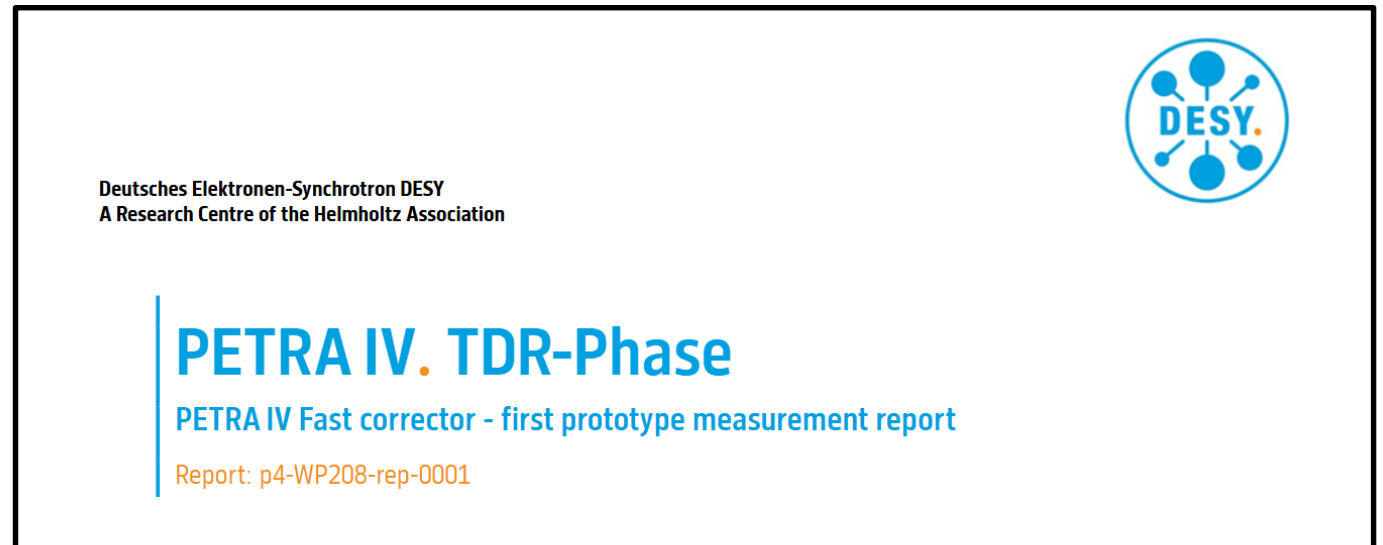 DESY.
Deutsches Elektronen-Synchrotron DESY
A Research Centre of the Helmholtz Association
PETRA IV. TDR-Phase
PETRA IV Fast corrector - first prototype measurement report
Report: p4-WP208-rep-0001